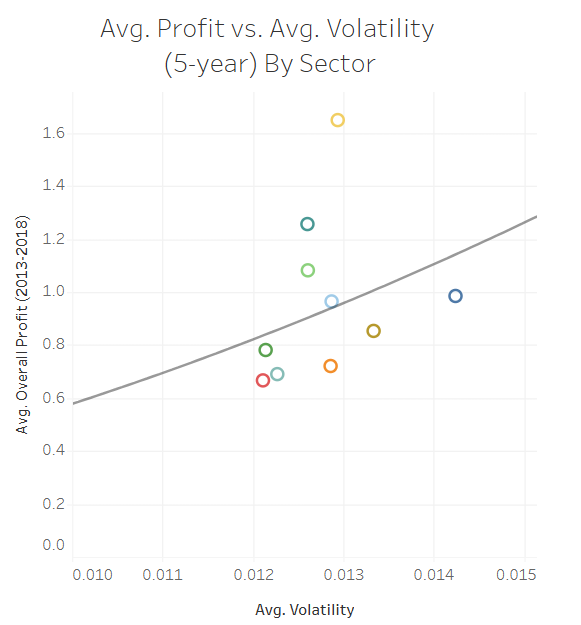 Avg. Profit vs. Avg. Volatility
(5-year) By Sector
Avg. Overall Profit (2013-2018)
1.6
1.4
1.2
1.0
0.8
0.6
0.4
0.2
0.0
0.010 0.011 0.012 0.013 0.014 0.015
Avg. Volatility